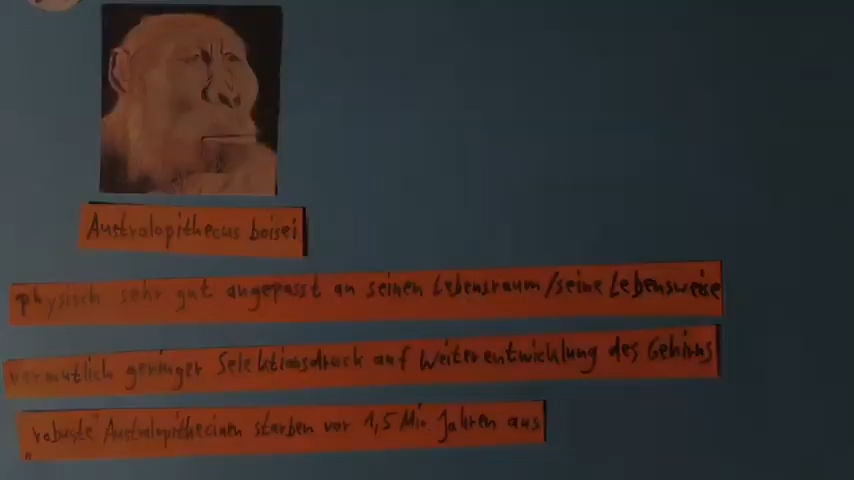 Australopithecus boisei
physisch sehr gut angepasst an seinen Lebensraum/seine Lebensweise
vermutlich geringer Selektionsdruck auf Weiterentwicklung des Gehirns
„robuste" Australopithecinen starben vor 1,5 Mio. Jahren aus